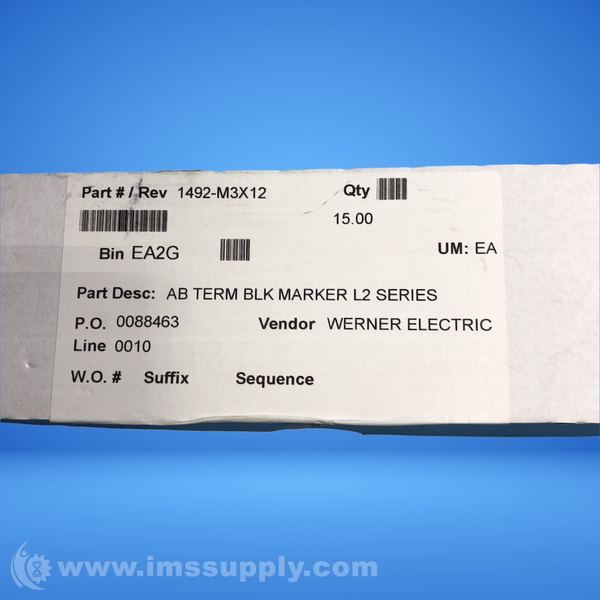 Part # / Rev 1492-M3X12 Qty
15.00
Bin EA2G UM: EA
Part Desc: AB TERM BLK MARKER L2 SERIES
P.O. 0088463 Vendor WERNER ELECTRIC
Line 0010
W.O. # Suffix Sequence
www.imssupply.com